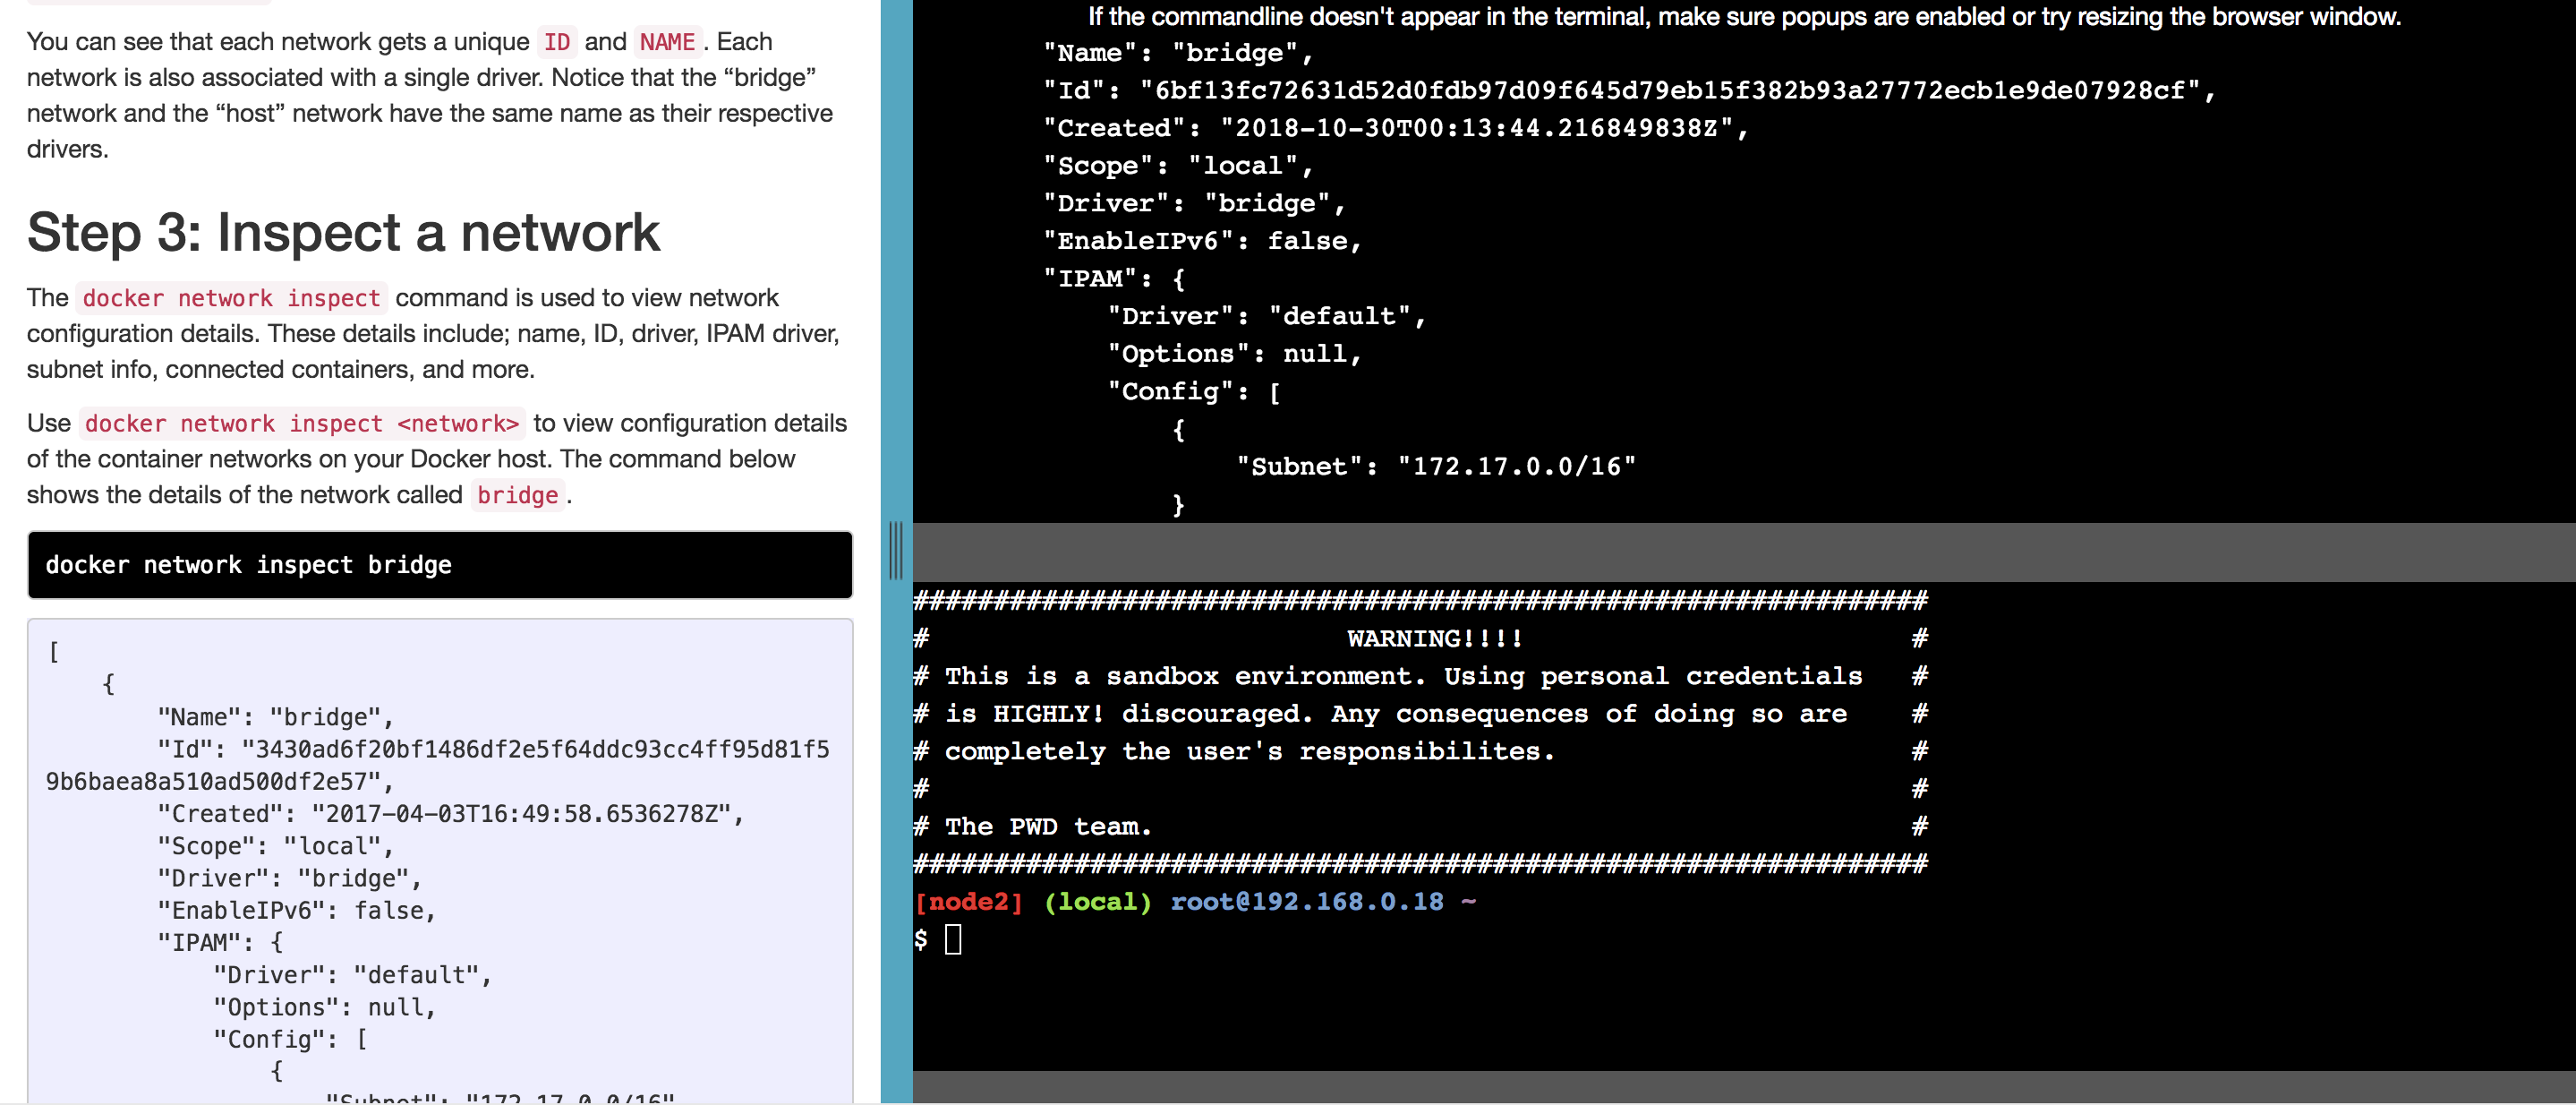 You can see that each network gets a unique ID and NAME. Each
network is also associated with a single driver. Notice that the “bridge”
network and the “host” network have the same name as their respective
drivers.
Step 3: Inspect a network
The docker network inspect command is used to view network
configuration details. These details include; name, ID, driver, IPAM driver,
subnet info, connected containers, and more.
Use docker network inspect <network> to view configuration details
of the container networks on your Docker host. The command below
shows the details of the network called bridge.
docker network inspect bridge
[
    {
        "Name": "bridge",
        "Id": "3430ad6f20bf1486df2e5f64ddc93cc4ff95d81f5
9b6baea8a510ad500df2e57",
        "Created": "2017-04-03T16:49:58.6536278Z",
        "Scope": "local",
        "Driver": "bridge",
        "EnableIPv6": false,
        "IPAM": {
            "Driver": "default",
            "Options": null,
            "Config": [
                {
                    "Subnet": "172.17.0.0/16"
If the commandline doesn't appear in the terminal, make sure popups are enabled or try resizing the browser window.
        "Name": "bridge",
        "Id": "6bf13fc72631d52d0fdb97d09f645d79eb15f382b93a27772ecb1e9de07928cf",
        "Created": "2018-10-30T00:13:44.216849838Z",
        "Scope": "local",
        "Driver": "bridge",
        "EnableIPv6": false,
        "IPAM": {
            "Driver": "default",
            "Options": null,
            "Config": [
                {
                    "Subnet": "172.17.0.0/16"
                }
###############################################################
#                          WARNING!!!!                        #
# This is a sandbox environment. Using personal credentials   #
# is HIGHLY! discouraged. Any consequences of doing so are    #
# completely the user's responsibilites.                      #
#                                                             #
# The PWD team.                                               #
###############################################################
[node2] (local) root@192.168.0.18 ~
$